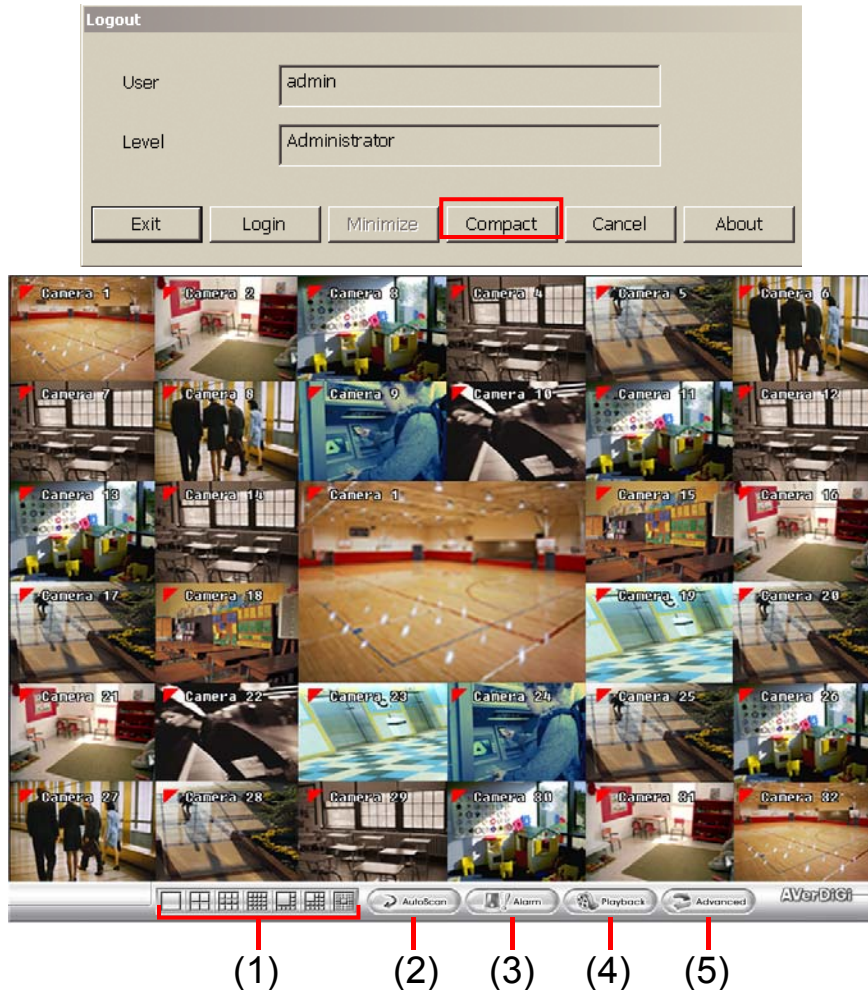 Logout
User admin
Level Administrator
Exit Login Minimize Compact Cancel About
Camera 1 Camera 2 Camera 3 Camera 4 Camera 5 Camera 6
Camera 7 Camera 8 Camera 9 Camera 10 Camera 11 Camera 12
Camera 13 Camera 14 Camera 1 Camera 15 Camera 16
Camera 17 Camera 18 Camera 19 Camera 20
Camera 21 Camera 22 Camera 23 Camera 24 Camera 25 Camera 26
Camera 27 Camera 28 Camera 29 Camera 30 Camera 31 Camera 32
AutoScan Alarm Playback Advanced AVerDiGi
(1) (2) (3) (4) (5)